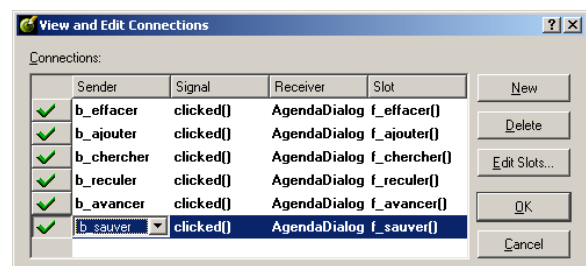 View and Edit Connections
Connections:
Sender Signal Receiver Slot
b_effacer clicked() AgendaDialog f_effacer()
b_ajouter clicked() AgendaDialog f_ajouter()
b_chercher clicked() AgendaDialog f_chercher()
b_reculer clicked() AgendaDialog f_reculer()
b_avancer clicked() AgendaDialog f_avancer()
b_sauver clicked() AgendaDialog f_sauver()
New
Delete
Edit Slots...
OK
Cancel